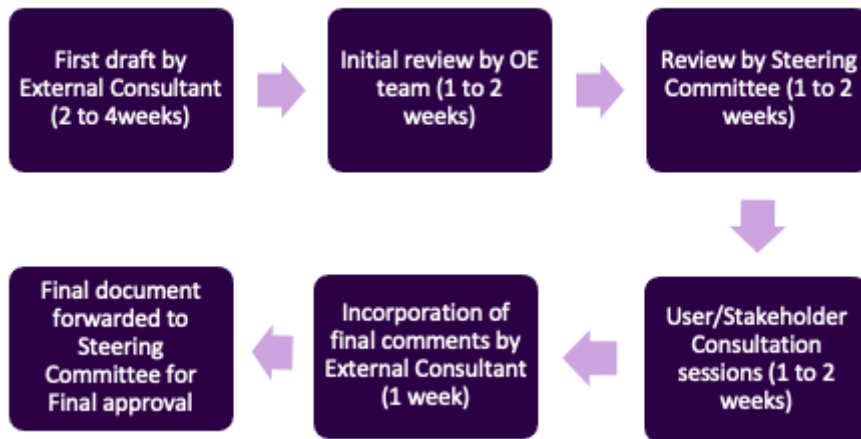 First draft by
External Consultant
(2 to 4weeks)
Initial review by OE
team (1 to 2
weeks)
Review by Steering
Committee (1 to 2
weeks)
User/Stakeholder
Consultation
sessions (1 to 2
weeks)
Incorporation of
final comments by
External Consultant
(1 week)
Final document
forwarded to
Steering
Committee for
Final approval